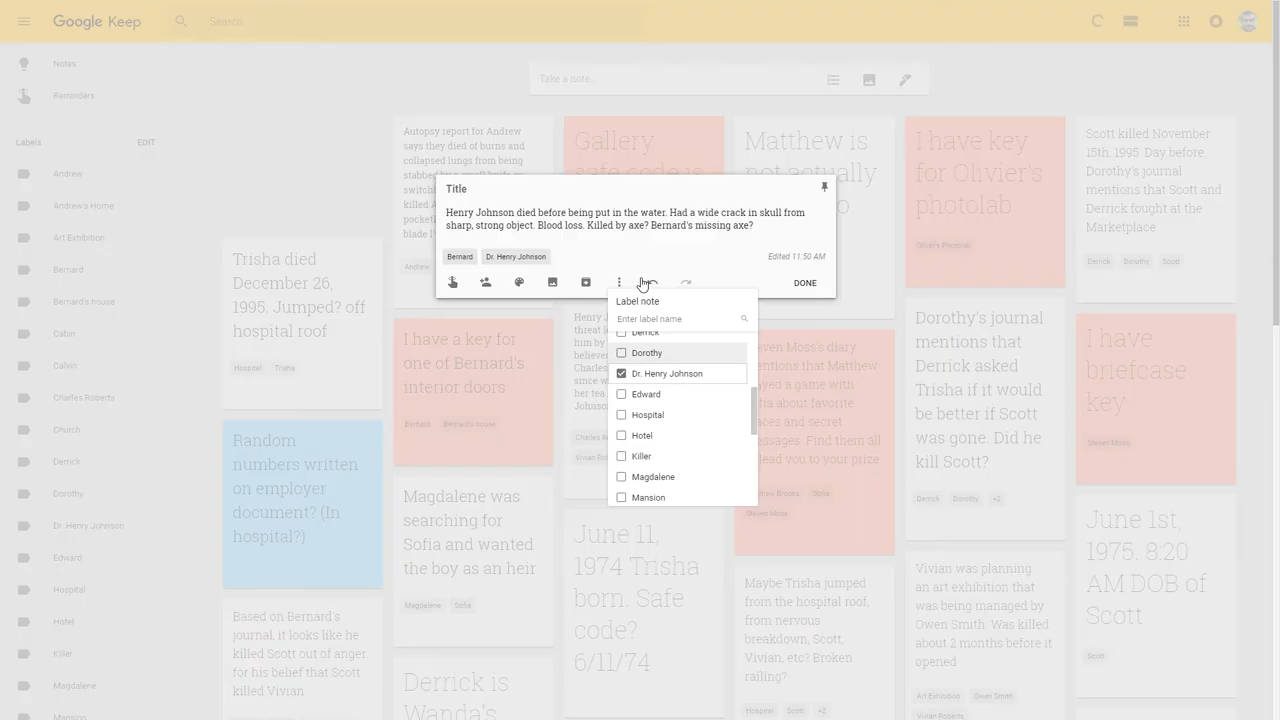 Google Keep
Search
Notes
Reminders
Labels
EDIT
Andrew
Andrew's Home
Art Exhibition
Bernard
Bernard's house
Cabin
Calvin
Charles Roberts
Church
Derrick
Dorothy
Dr. Henry Johnson
Edward
Hospital
Hotel
Killer
Magdalene
Mansion
Take a note...
Trisha died
December 26,
1995. Jumped? off
hospital roof
Hospital
Trisha
Random
numbers written
on employer
document? (In
hospital?)
Based on Bernard's
journal, it looks like he
killed Scott out of anger
for his belief that Scott
killed Vivian
Autopsy report for Andrew
says they died of burns and
collapsed lungs from being
Andrew
I have a key for
one of Bernard's
interior doors
Bernard
Bernard's house
Magdalene was
searching for
Sofia and wanted
the boy as an heir
Magdalene
Sofia
Derrick is
Wanda's
Gallery
June 11,
1974 Trisha
born. Safe
code?
6/11/74
Matthew is
not actually
Maybe Trisha jumped
from the hospital roof,
from nervous
breakdown, Scott,
Vivian, etc? Broken
railing?
Hospital
Scott
+2
I have key
for Olivier's
photolab
Olivier's Photolab
Dorothy's journal
mentions that
Derrick asked
Trisha if it would
be better if Scott
was gone. Did he
kill Scott?
Derrick
Dorothy
+2
Vivian was planning
an art exhibition that
was being managed by
Owen Smith. Was killed
about 2 months before it
opened
Art Exhibition
Owen Smith
Vivian Roberts
Scott killed November
15th, 1995. Day before,
Dorothy's journal
mentions that Scott and
Derrick fought at the
Marketplace
Derrick
Dorothy
Scott
I have
briefcase
key
Steven Moss
June 1st,
1975. 8:20
AM DOB of
Scott
Scott
Title
Henry Johnson died before being put in the water. Had a wide crack in skull from
sharp, strong object. Blood loss. Killed by axe? Bernard's missing axe?
Bernard
Dr. Henry Johnson
Edited 11:50 AM
DONE
Label note
Enter label name
Derrick
Dorothy
Dr. Henry Johnson
Edward
Hospital
Hotel
Killer
Magdalene
Mansion